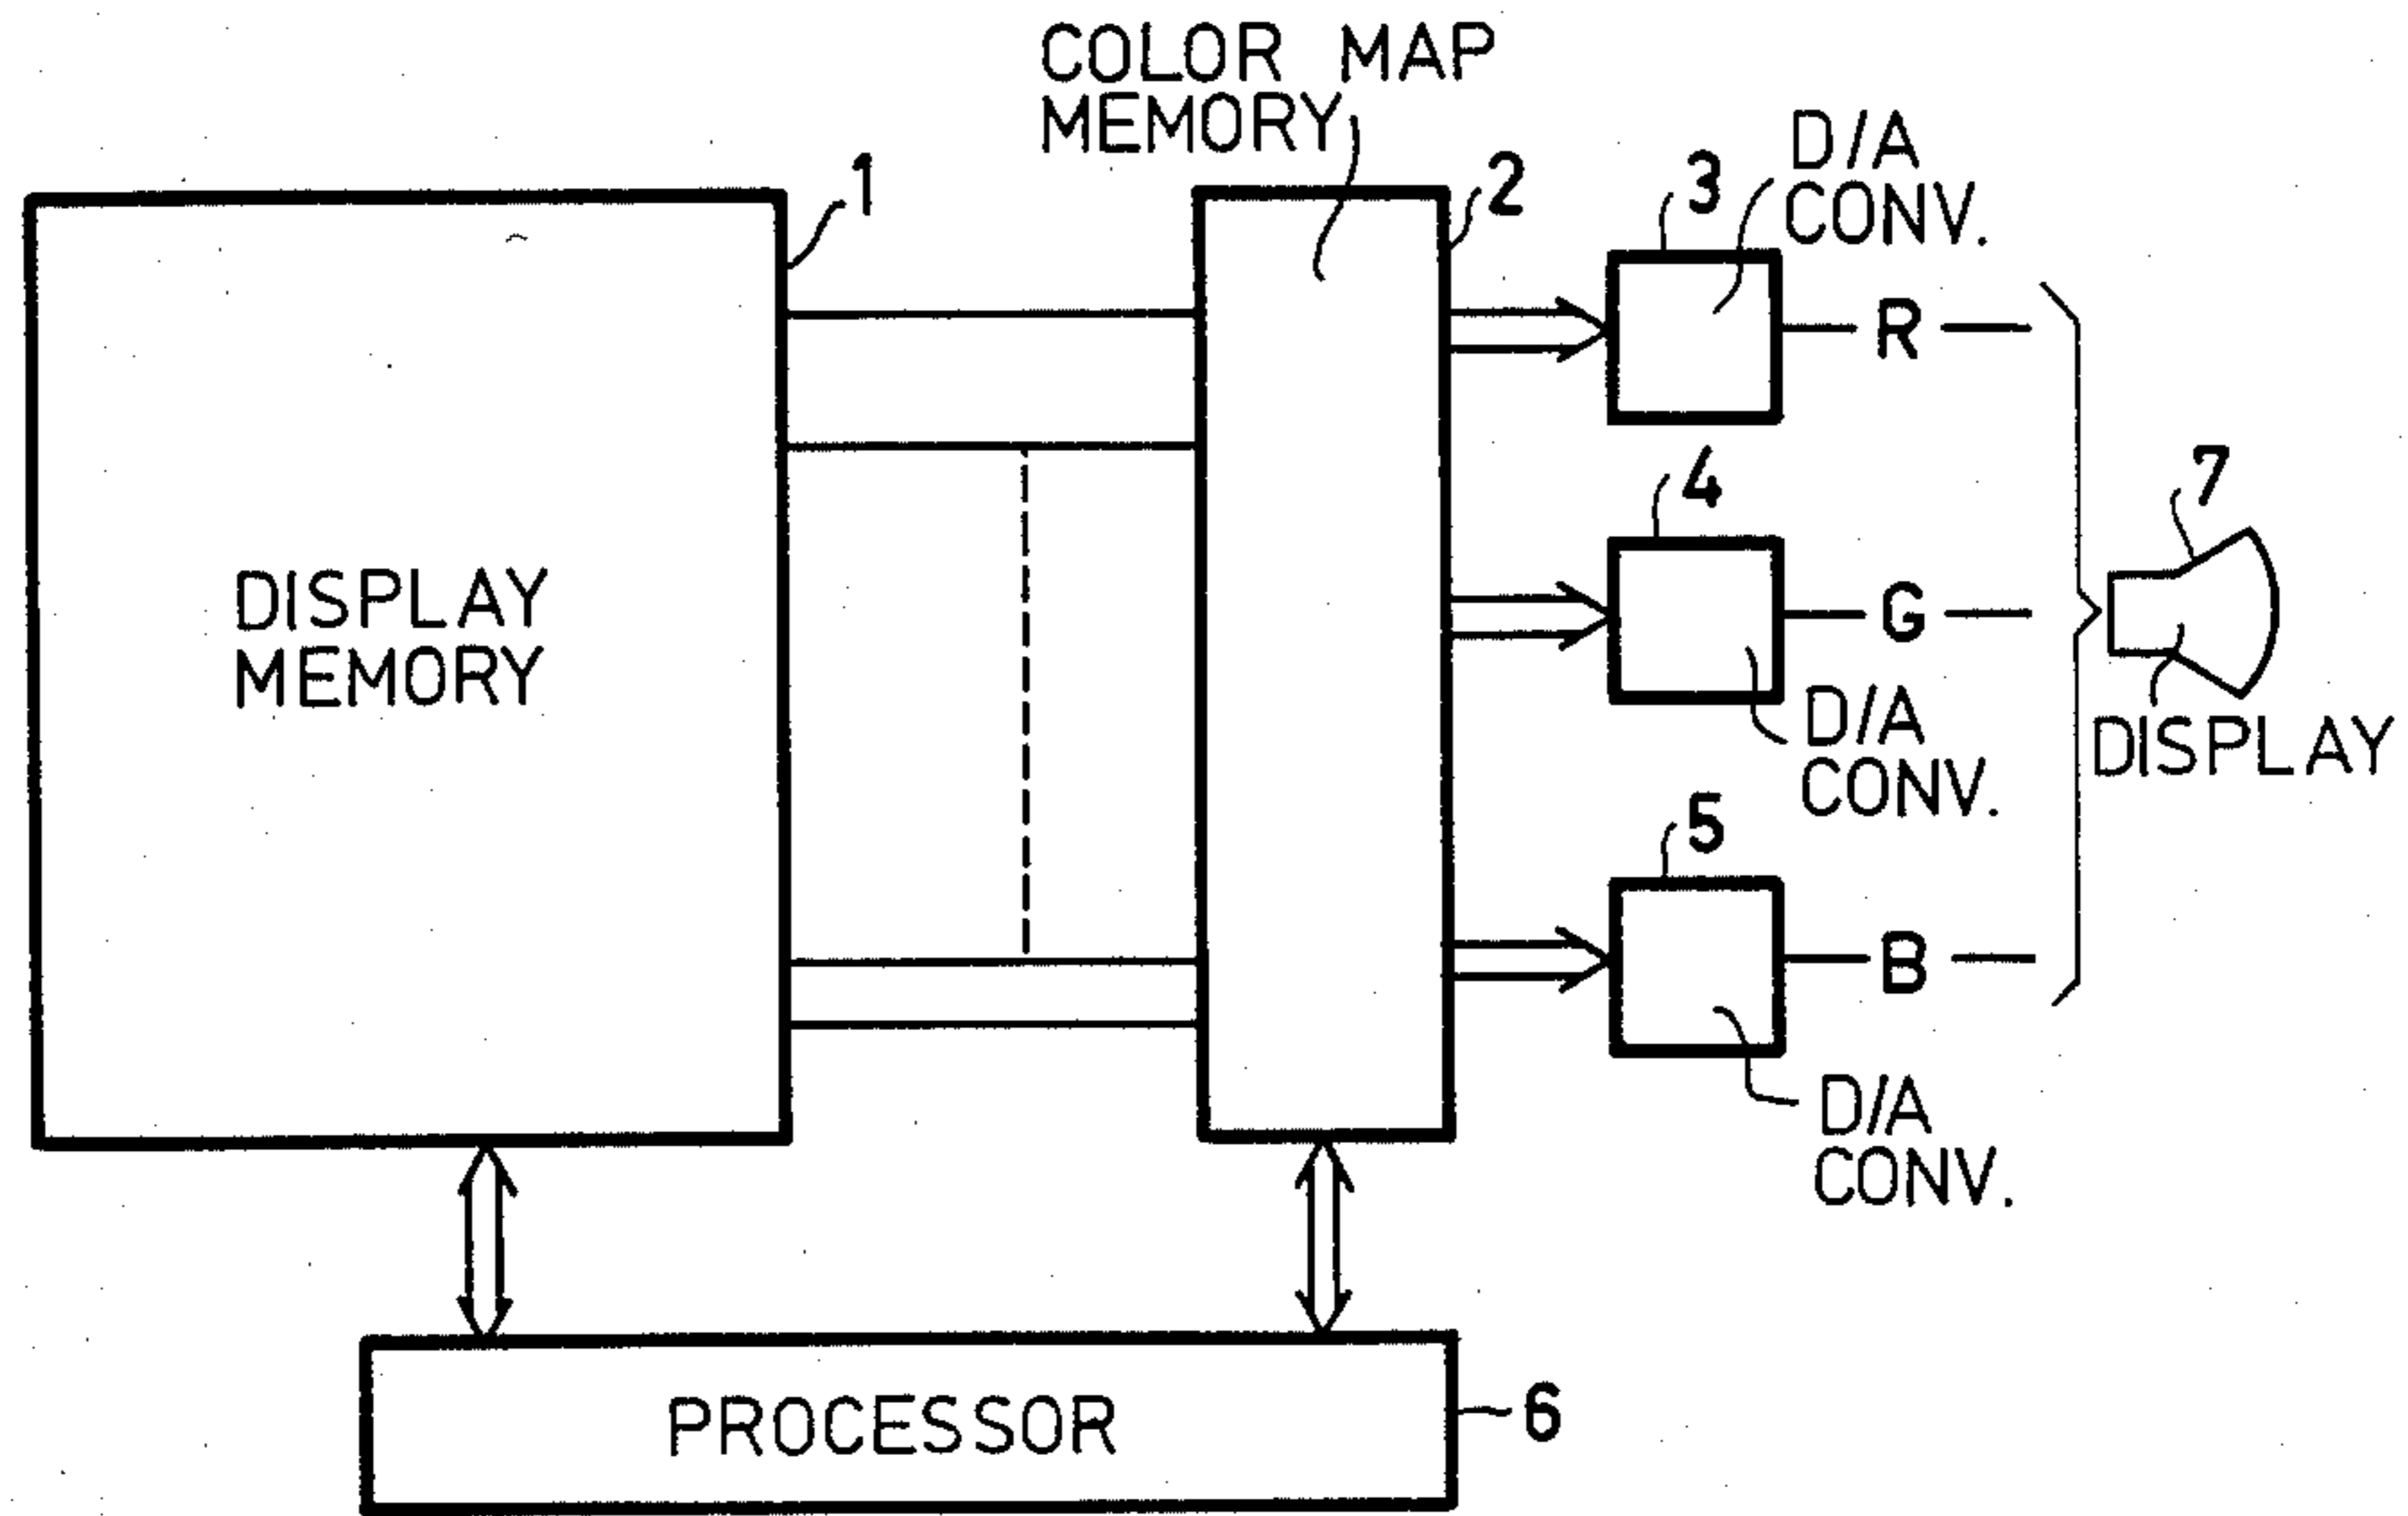 COLOR MAP
MEMORY
1
2
3
D/A
CONV.
R
4
7
DISPLAY
MEMORY
G
D/A
CONV.
DISPLAY
5
B
D/A
CONV.
PROCESSOR
6